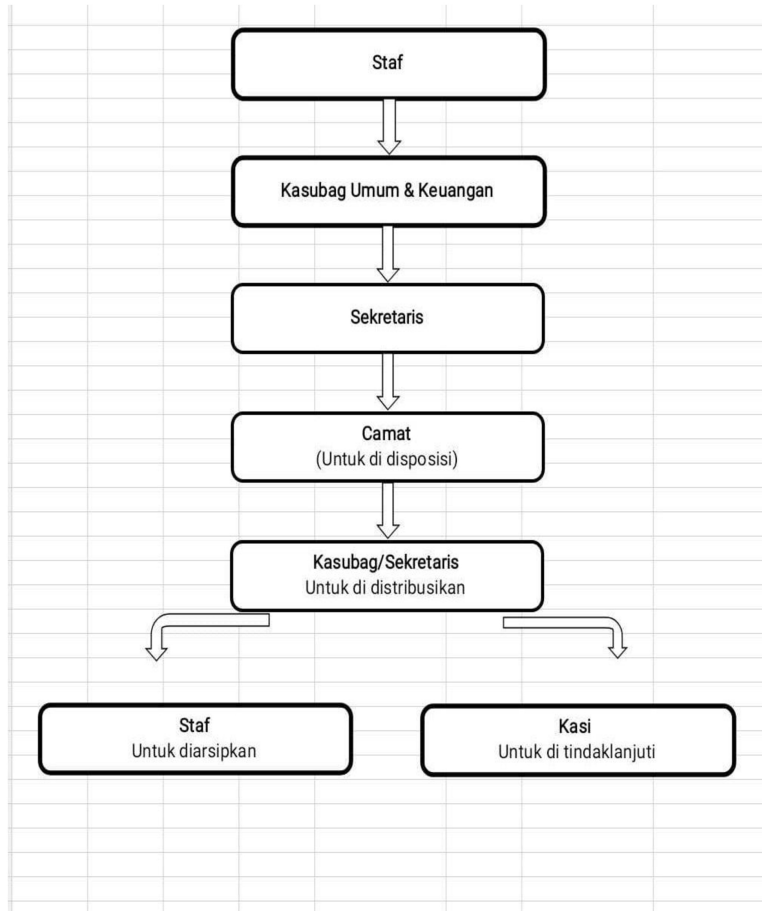 Staf
Kasubag Umum & Keuangan
Sekretaris
Camat
(Untuk di disposisi)
Kasubag/Sekretaris
Untuk di distribusikan
Staf
Untuk diarsipkan
Kasi
Untuk di tindaklanjuti